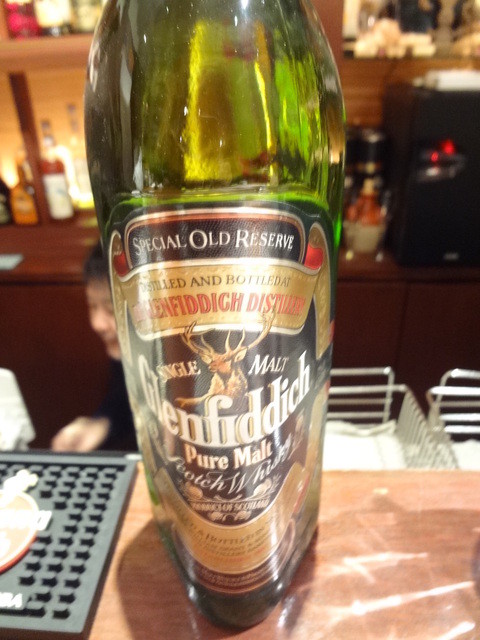 SPECIAL OLD RESERVE
DISTILLED AND BOTTLED AT
GLENFIDDICH DISTILLERY
SINGLE MALT
Glenfiddich
Pure Malt
Scotch Whisky